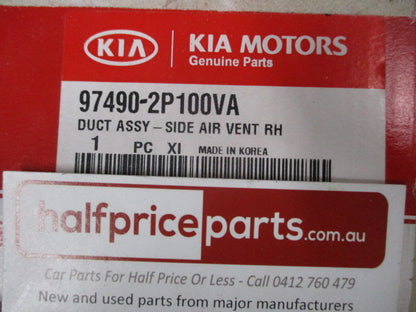 KIA KIA MOTORS
Genuine Parts
97490-2P100VA
DUCT ASSY-SIDE AIR VENT RH
1 PC XI MADE IN KOREA
halfpriceparts.com.au
Car Parts For Half Price Or Less - Call 0412 760 479
New and used parts from major manufacturers